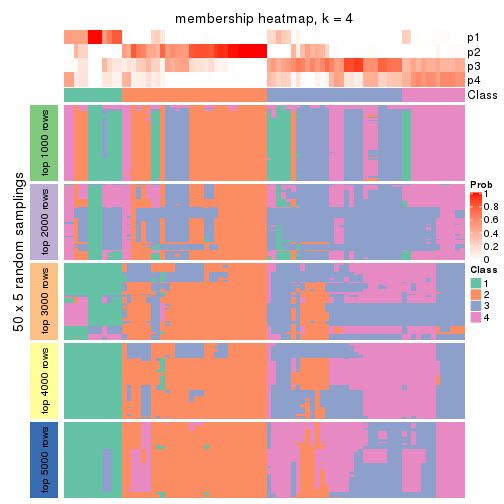 membership heatmap, k = 4
p1
p2
p3
p4
Class
50 x 5 random samplings
top 1000 rows
top 2000 rows
top 3000 rows
top 4000 rows
top 5000 rows
Prob
1
0.8
0.6
0.4
0.2
0
Class
1
2
3
4